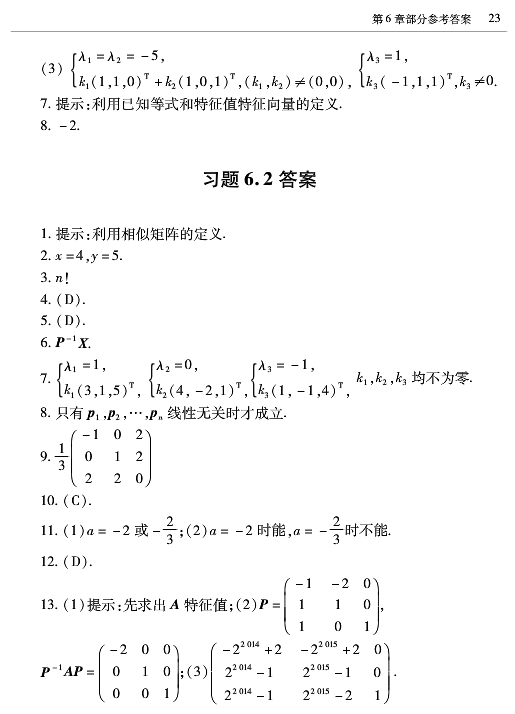 第6章部分参考答案 23
(3) {λ₁=λ₂=-5, k₁(1,1,0)ᵀ+k₂(1,0,1)ᵀ,(k₁,k₂)≠(0,0), {λ₃=1, k₃(-1,1,1)ᵀ,k₃≠0.
7. 提示:利用已知等式和特征值特征向量的定义.
8. -2.
习题6.2答案
1. 提示:利用相似矩阵的定义.
2. x=4,y=5.
3. n!
4. (D).
5. (D).
6. P⁻¹X.
7. {λ₁=1, k₁(3,1,5)ᵀ, {λ₂=0, k₂(4,-2,1)ᵀ, {λ₃=-1, k₃(1,-1,4)ᵀ, k₁,k₂,k₃均不为零.
8. 只有p₁,p₂,⋯,pₙ线性无关时才成立.
9. 1/3 (-1 0 2
0 1 2
2 2 0)
10. (C).
11. (1)a=-2或-2/3;(2)a=-2时能,a=-2/3时不能.
12. (D).
13. (1)提示:先求出A特征值;(2)P=(-1 -2 0
1 1 0
1 0 1),
P⁻¹AP=(-2 0 0
0 1 0
0 0 1);(3)(-2²⁰¹⁴+2 -2²⁰¹⁵+2 0
2²⁰¹⁴-1 2²⁰¹⁵-1 0
2²⁰¹⁴-1 2²⁰¹⁵-2 1).